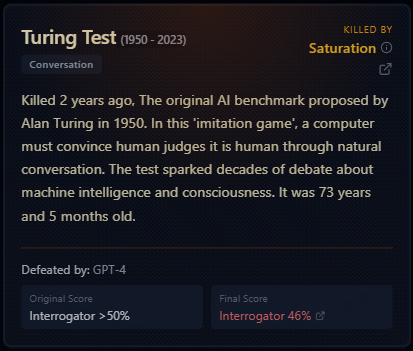 KILLED BY
Turing Test (1950 - 2023)
Saturation
Conversation
Killed 2 years ago, The original AI benchmark proposed by
Alan Turing in 1950. In this 'imitation game', a computer
must convince human judges it is human through natural
conversation. The test sparked decades of debate about
machine intelligence and consciousness. It was 73 years
and 5 months old.
Defeated by: GPT-4
Original Score
Interrogator >50%
Final Score
Interrogator 46%